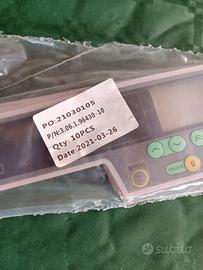 PO:21030105
P/N:3.06.1.96430-10
Qty: 10PCS
Date:2021-03-26
subito